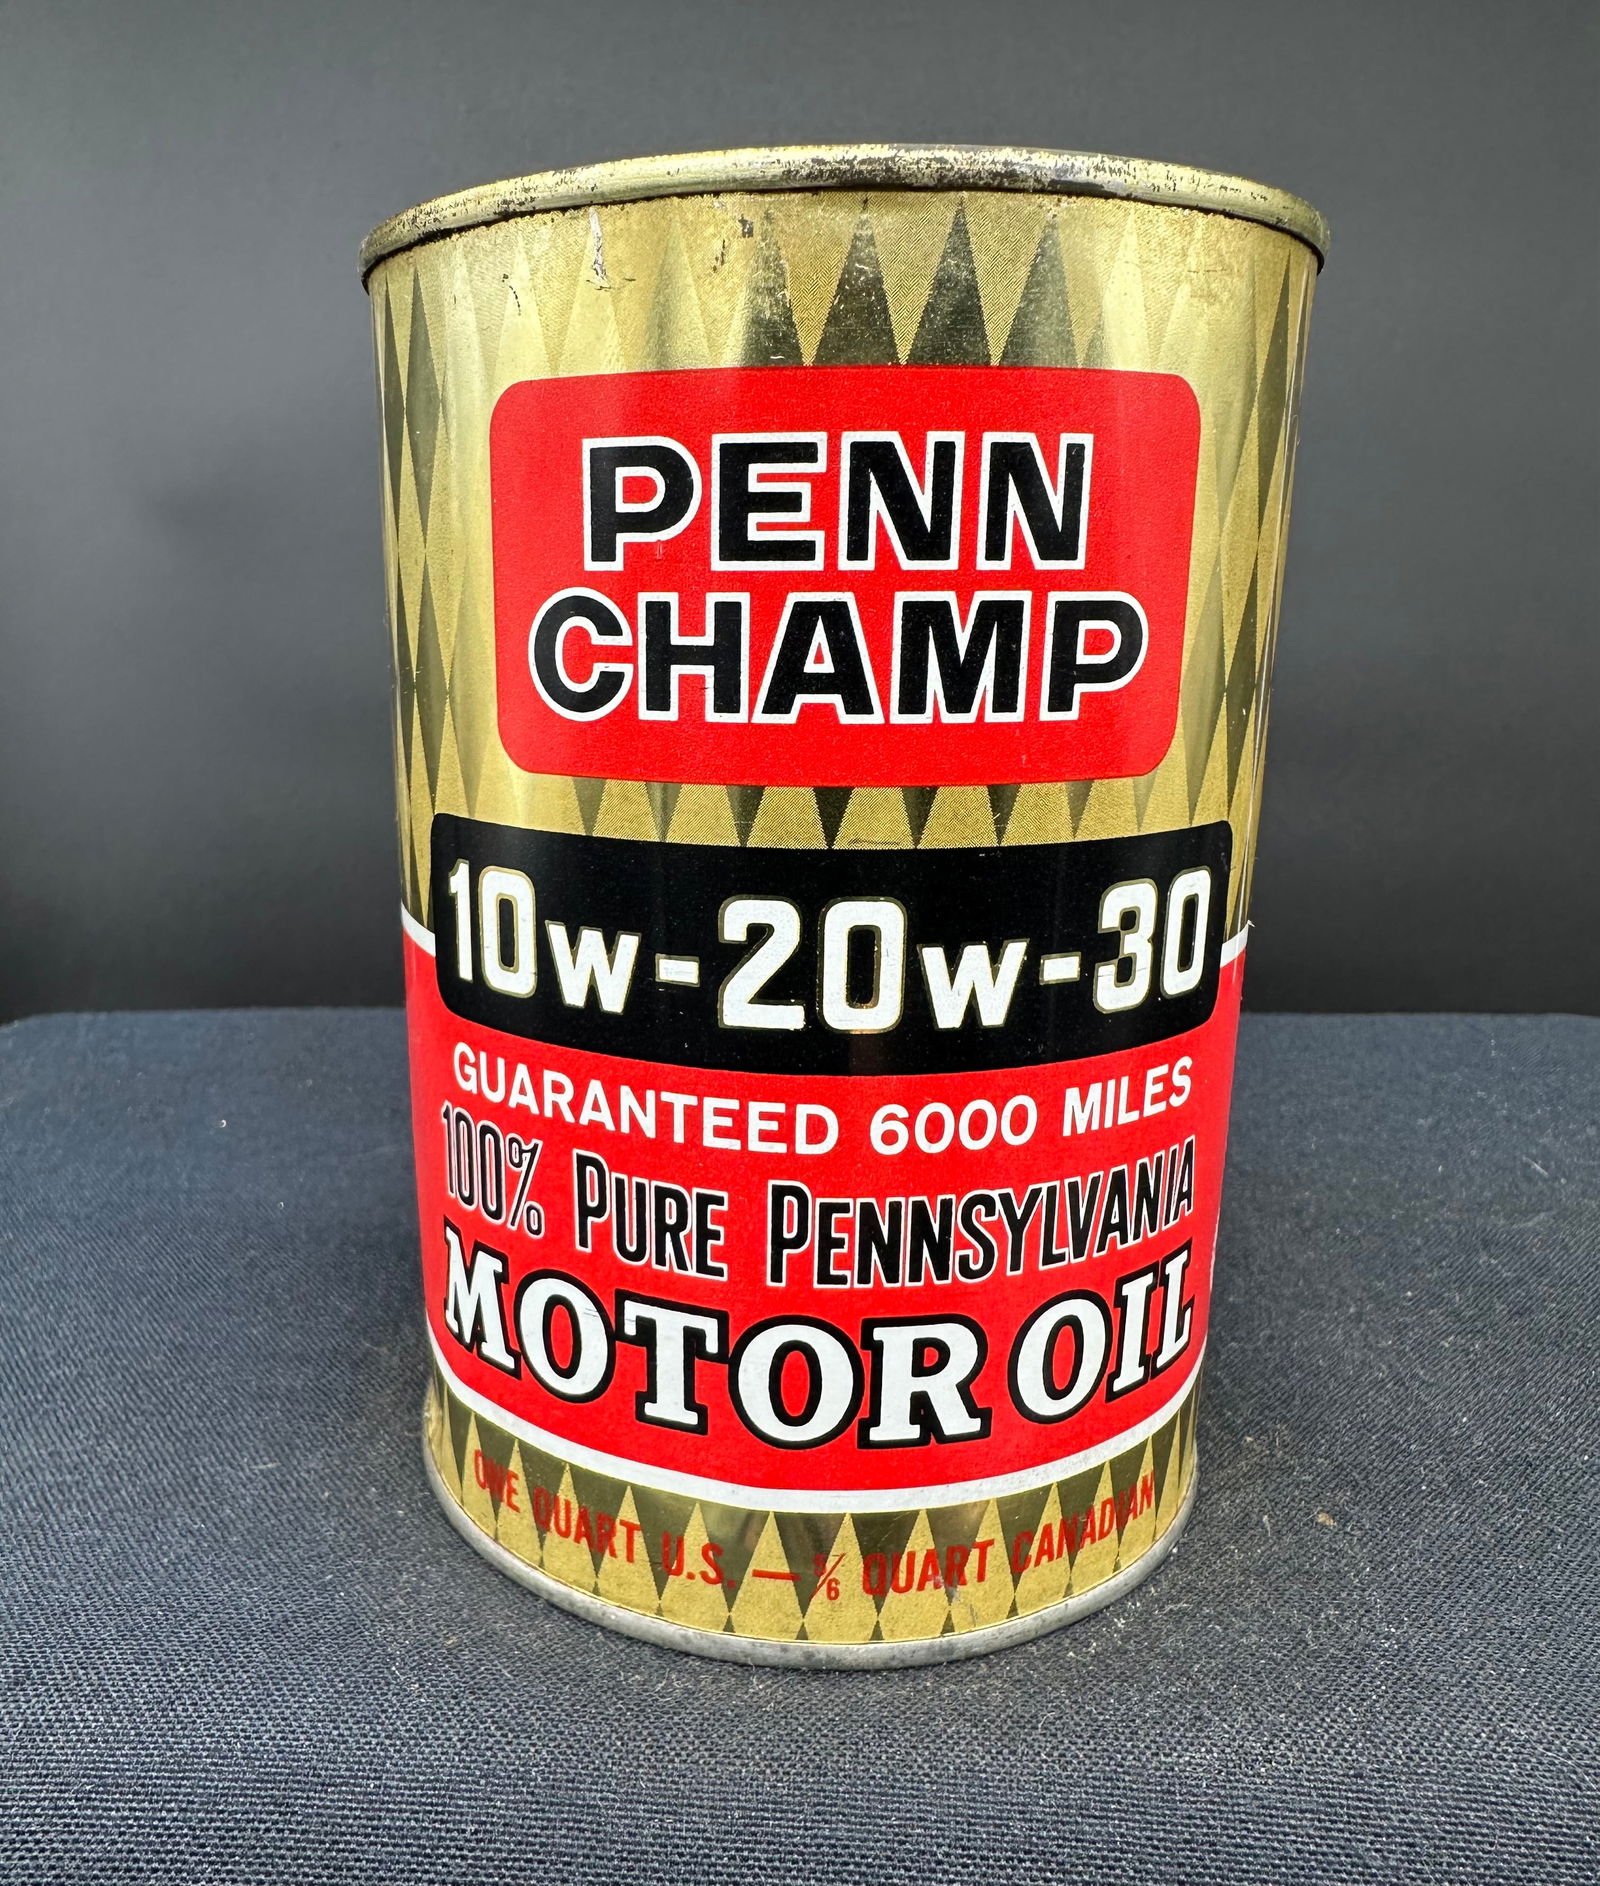 PENN
CHAMP
10w-20w-30
GUARANTEED 6000 MILES
100% PURE PENNSYLVANIA
MOTOR OIL
ONE QUART U.S. — 5/6 QUART CANADIAN